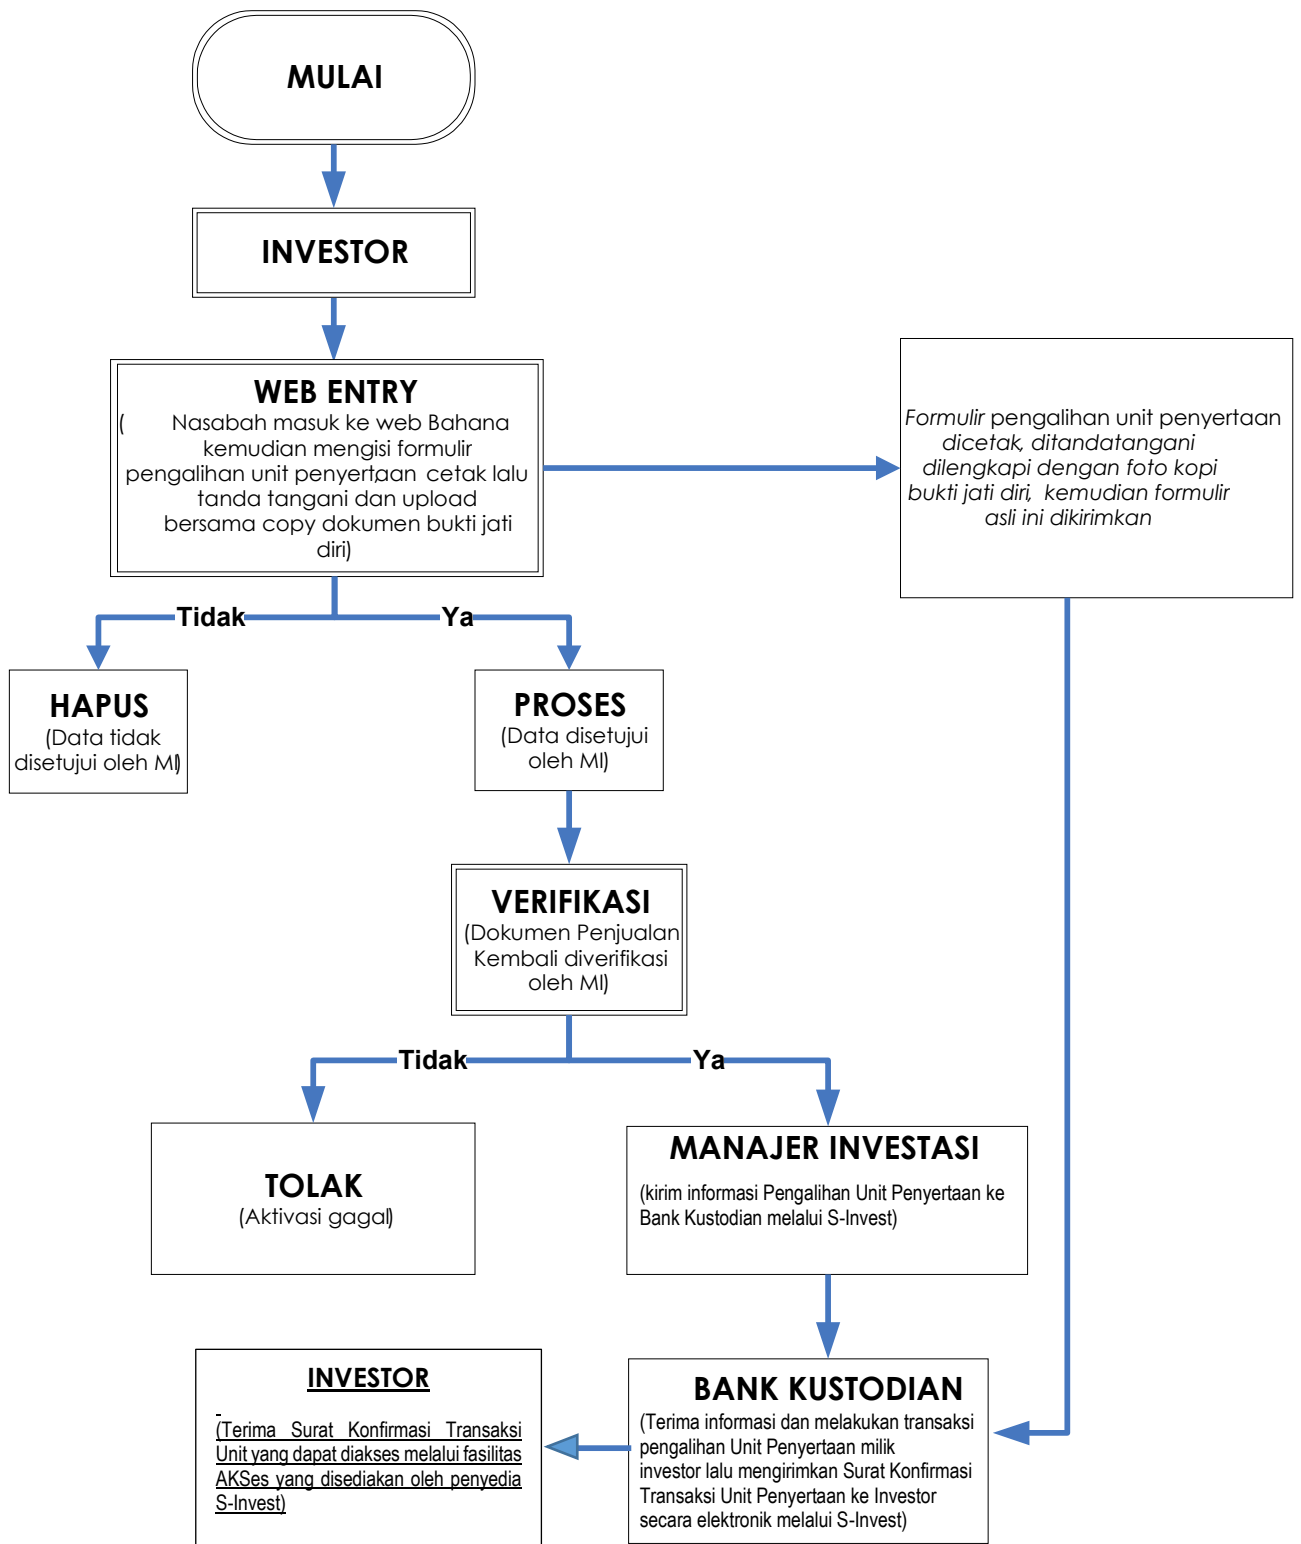 MULAI
INVESTOR
WEB ENTRY
( Nasabah masuk ke web Bahana
kemudian mengisi formulir
pengalihan unit penyertaan, cetak lalu
tanda tangani dan upload
bersama copy dokumen bukti jati
diri)
Formulir pengalihan unit penyertaan
dicetak, ditandatangani
dilengkapi dengan foto kopi
bukti jati diri, kemudian formulir
asli ini dikirimkan
Tidak
Ya
HAPUS
(Data tidak
disetujui oleh MI)
PROSES
(Data disetujui
oleh MI)
VERIFIKASI
(Dokumen Penjualan
Kembali diverifikasi
oleh MI)
Tidak
Ya
TOLAK
(Aktivasi gagal)
MANAJER INVESTASI
(kirim informasi Pengalihan Unit Penyertaan ke
Bank Kustodian melalui S-Invest)
INVESTOR
(Terima Surat Konfirmasi Transaksi
Unit yang dapat diakses melalui fasilitas
AKSes yang disediakan oleh penyedia
S-Invest)
BANK KUSTODIAN
(Terima informasi dan melakukan transaksi
pengalihan Unit Penyertaan milik
investor lalu mengirimkan Surat Konfirmasi
Transaksi Unit Penyertaan ke Investor
secara elektronik melalui S-Invest)